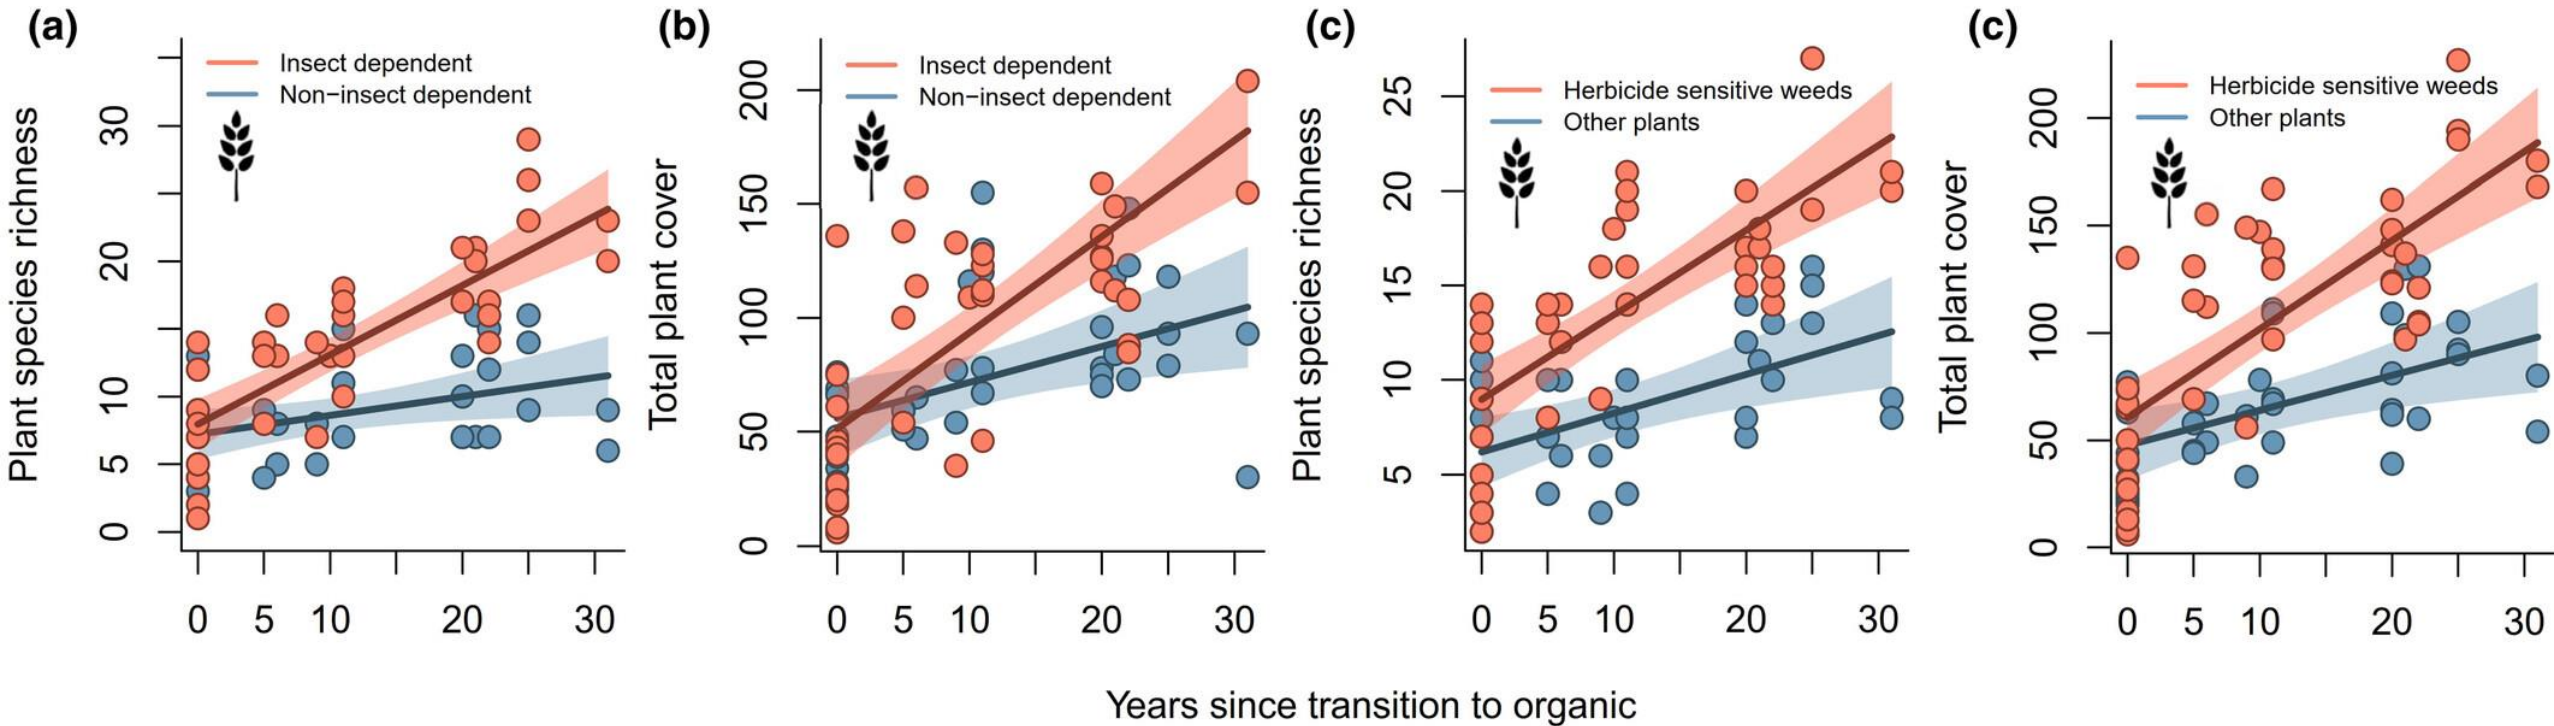 (a)
Insect dependent
Non−insect dependent
Plant species richness
30
20
10
5
0
0 5 10 20 30
(b)
Insect dependent
Non−insect dependent
Total plant cover
200
150
100
50
0
0 5 10 20 30
(c)
Herbicide sensitive weeds
Other plants
Plant species richness
25
20
15
10
5
0 5 10 20 30
(c)
Herbicide sensitive weeds
Other plants
Total plant cover
200
150
100
50
0
0 5 10 20 30
Years since transition to organic